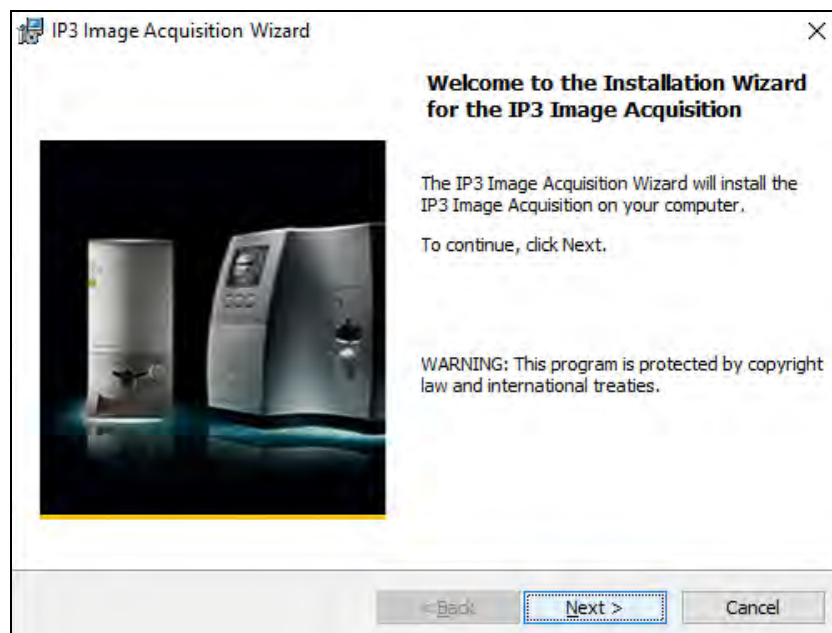 IP3 Image Acquisition Wizard
Welcome to the Installation Wizard
for the IP3 Image Acquisition
The IP3 Image Acquisition Wizard will install the
IP3 Image Acquisition on your computer.
To continue, click Next.
WARNING: This program is protected by copyright
law and international treaties.
< Back
Next >
Cancel